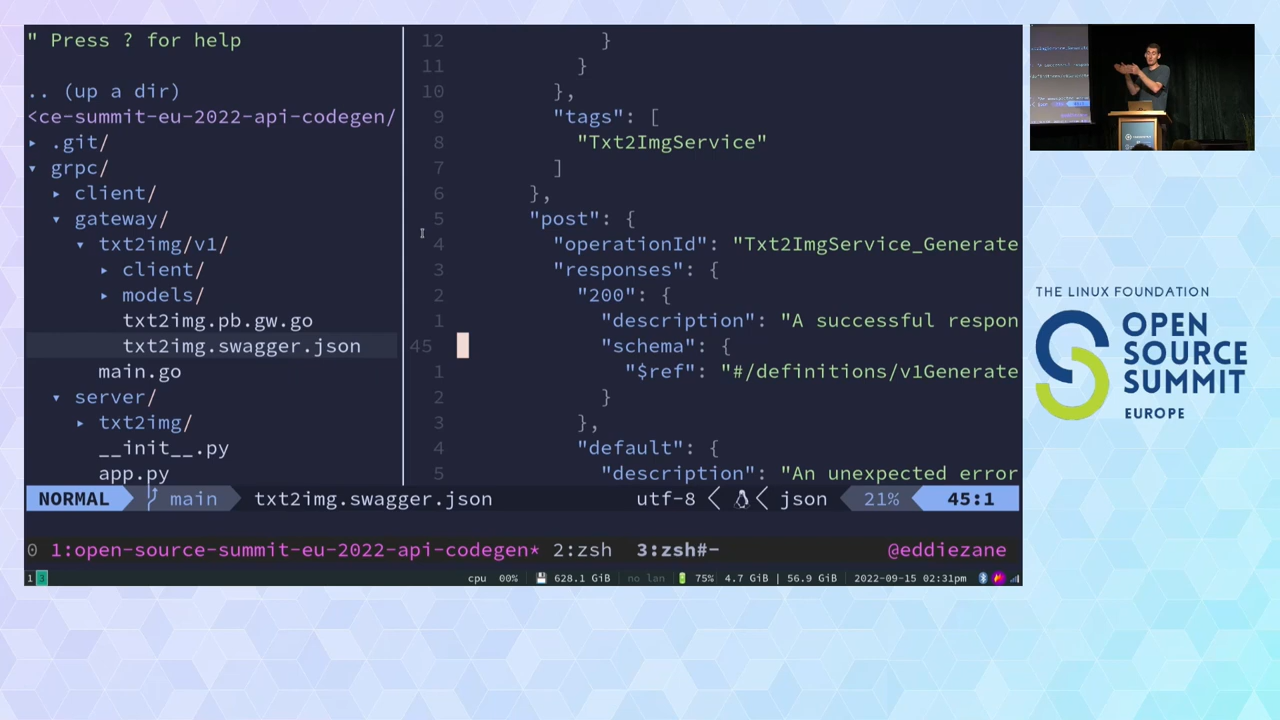 " Press ? for help
.. (up a dir)
<ce-summit-eu-2022-api-codegen/
▸ .git/
▾ grpc/
▸ client/
▾ gateway/
▾ txt2img/v1/
▸ client/
▸ models/
txt2img.pb.gw.go
txt2img.swagger.json
main.go
▾ server/
▸ txt2img/
__init__.py
app.py
12 }
11 }
10 },
9 "tags": [
8 "Txt2ImgService"
7 ]
6 },
5 "post": {
4 "operationId": "Txt2ImgService_Generate
3 "responses": {
2 "200": {
1 "description": "A successful respon
45 "schema": {
1 "$ref": "#/definitions/v1Generate
2 }
3 },
4 "default": {
5 "description": "An unexpected error
NORMAL main txt2img.swagger.json utf-8 < < json 21% 45:1
0 1:open-source-summit-eu-2022-api-codegen* 2:zsh 3:zsh#- @eddiezane
1 3 cpu 00% 628.1 GiB no lan 75% 4.7 GiB | 56.9 GiB 2022-09-15 02:31pm
THE LINUX FOUNDATION
OPEN
SOURCE
SUMMIT
EUROPE